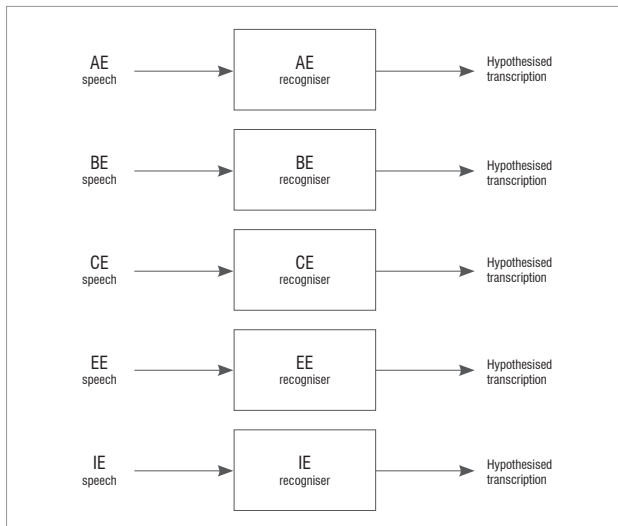 AE
speech
AE
recogniser
Hypothesised
transcription
BE
speech
BE
recogniser
Hypothesised
transcription
CE
speech
CE
recogniser
Hypothesised
transcription
EE
speech
EE
recogniser
Hypothesised
transcription
IE
speech
IE
recogniser
Hypothesised
transcription